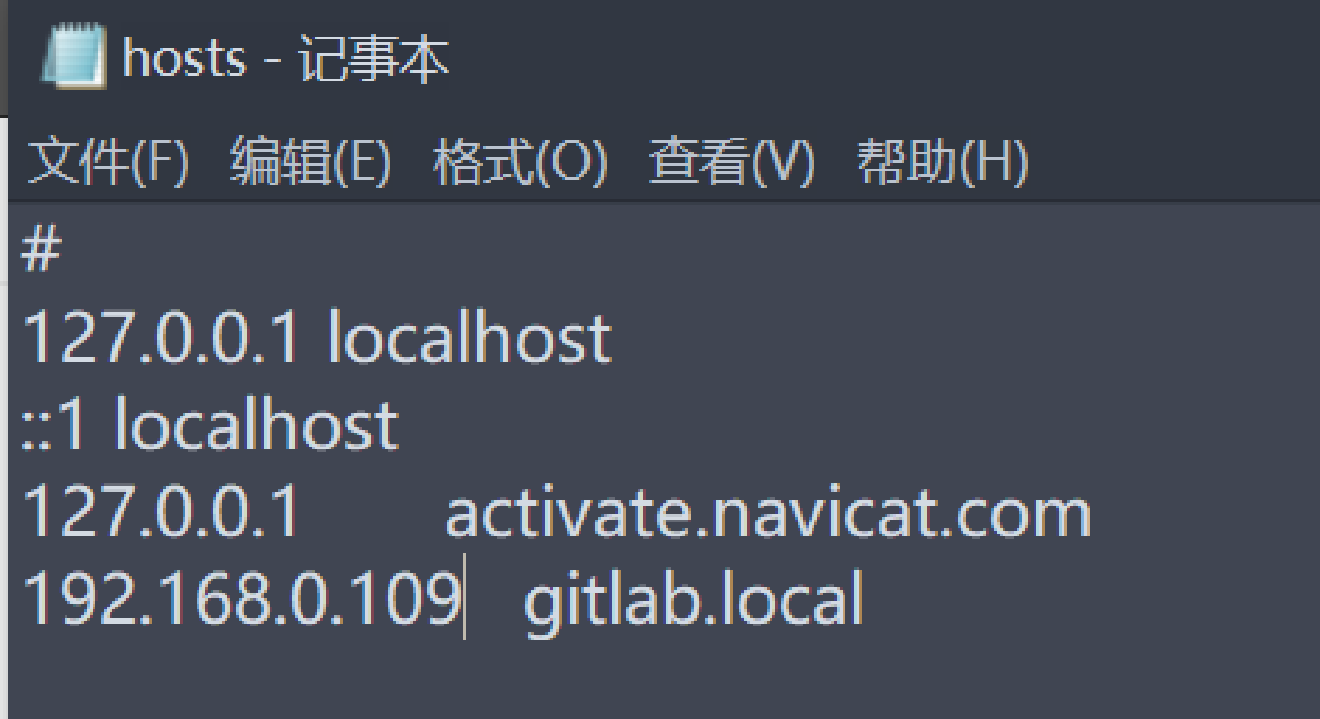 hosts - 记事本
文件(F) 编辑(E) 格式(O) 查看(V) 帮助(H)
#
127.0.0.1 localhost
::1 localhost
127.0.0.1 activate.navicat.com
192.168.0.109 gitlab.local